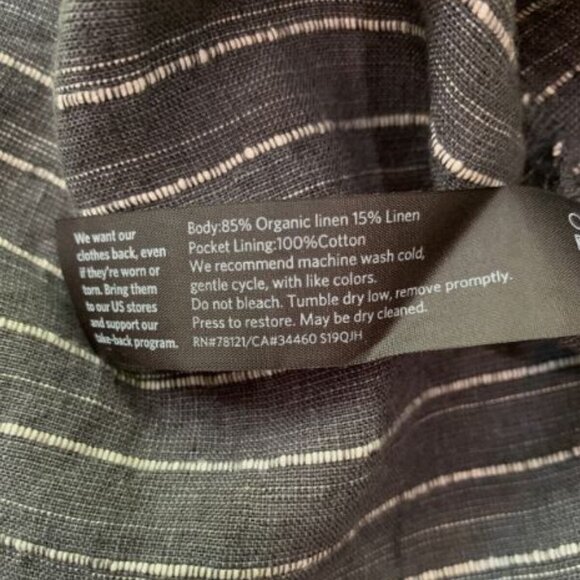 We want our
clothes back, even
if they're worn or
torn. Bring them
to our US stores
and support our
take-back program.
Body:85% Organic linen 15% Linen
Pocket Lining:100%Cotton
We recommend machine wash cold,
gentle cycle, with like colors.
Do not bleach. Tumble dry low, remove promptly.
Press to restore. May be dry cleaned.
RN#78121/CA#34460 S19QJH